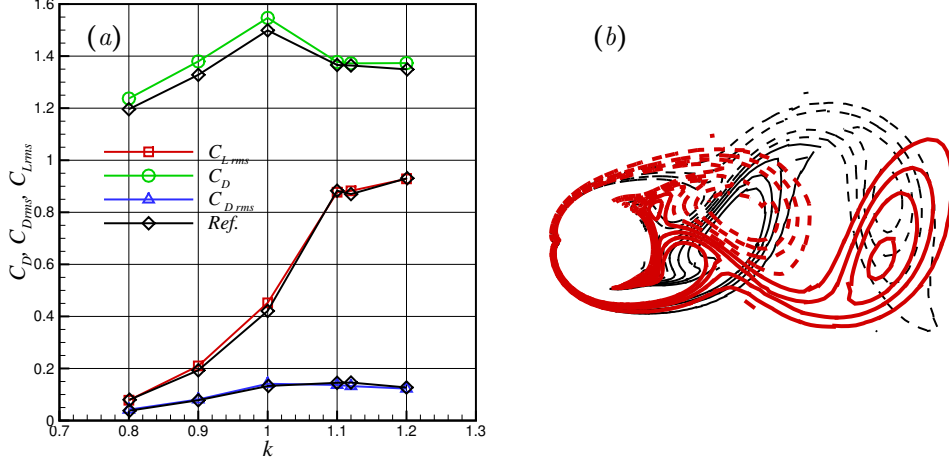 (a)
(b)
1.6
1.4
1.2
1
0.8
0.6
0.4
0.2
0
C_D, C_Drms, C_Lrms
C_L rms
C_D
C_D rms
Ref.
0.7 0.8 0.9 1.0 1.1 1.2 1.3
k